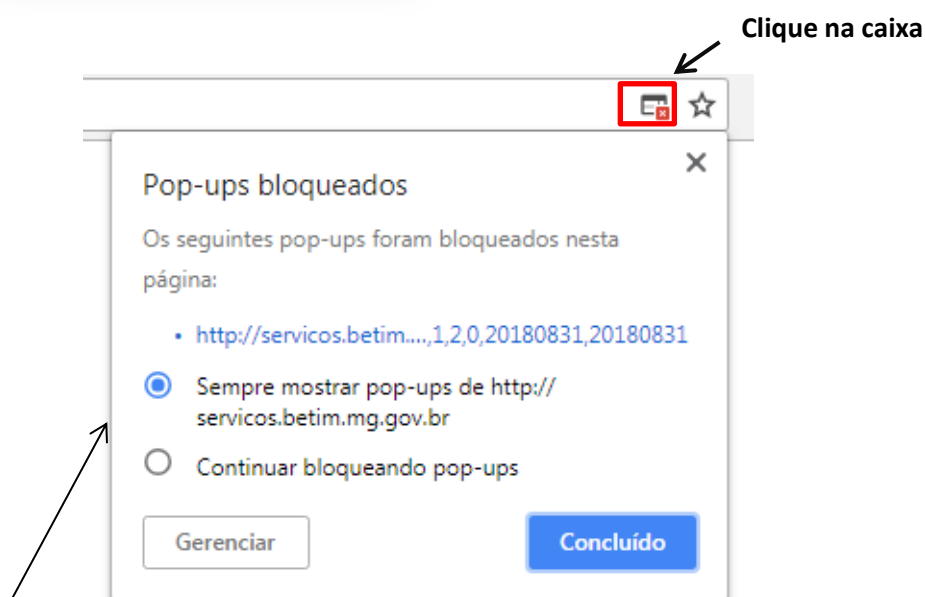 Clique na caixa
Pop-ups bloqueados
Os seguintes pop-ups foram bloqueados nesta
página:
• http://servicos.betim....,1,2,0,20180831,20180831
Sempre mostrar pop-ups de http://
servicos.betim.mg.gov.br
Continuar bloqueando pop-ups
Gerenciar
Concluído